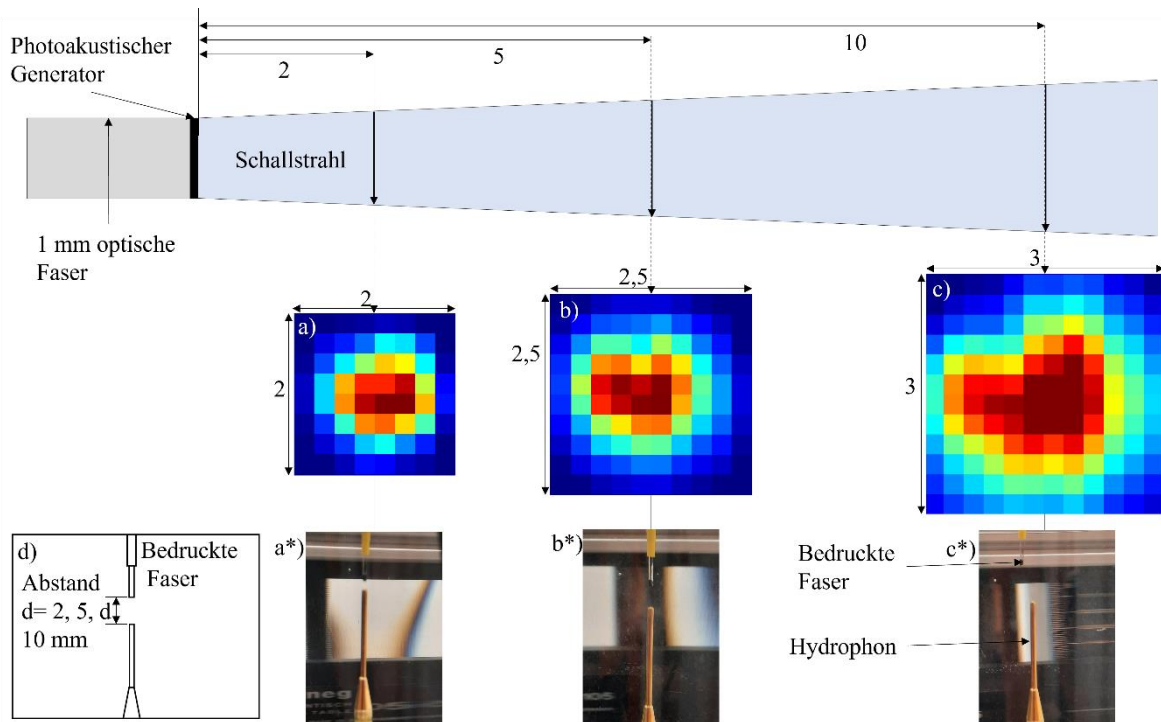 10
5
2
Photoakustischer
Generator
Schallstrahl
1 mm optische
Faser
2
2,5
3
a)
b)
c)
2
2,5
3
d)
Bedruckte
Faser
Abstand
d= 2, 5, d
10 mm
a*)
b*)
c*)
Bedruckte
Faser
Hydrophon
neg